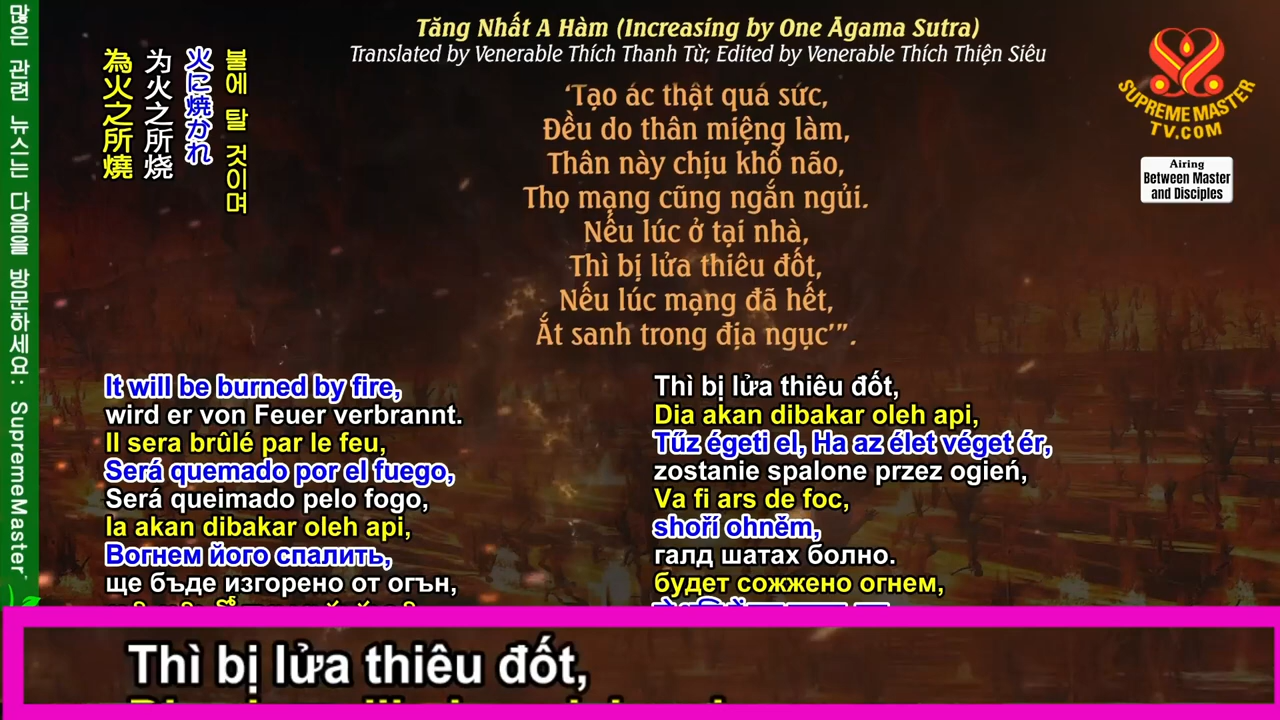 많은 관련 뉴스는 다음을 방문하세요: SupremeMaster
Tăng Nhất A Hàm (Increasing by One Āgama Sutra)
Translated by Venerable Thích Thanh Từ; Edited by Venerable Thích Thiện Siêu
‘Tạo ác thật quá sức,
Đều do thân miệng làm,
Thân này chịu khổ não,
Thọ mạng cũng ngắn ngủi.
Nếu lúc ở tại nhà,
Thì bị lửa thiêu đốt,
Nếu lúc mạng đã hết,
Ắt sanh trong địa ngục’”.
불에 탈 것이며
火に焼かれ
为火之所烧
為火之所燒
SUPREME MASTER
TV.COM
Airing
Between Master
and Disciples
It will be burned by fire,
wird er von Feuer verbrannt.
Il sera brûlé par le feu,
Será quemado por el fuego,
Será queimado pelo fogo,
Ia akan dibakar oleh api,
Вогнем його спалить,
ще бъде изгорено от огън,
Thì bị lửa thiêu đốt,
Dia akan dibakar oleh api,
Tűz égeti el, Ha az élet véget ér,
zostanie spalone przez ogień,
Va fi ars de foc,
shoří ohněm,
галд шатах болно.
будет сожжено огнем,
Thì bị lửa thiêu đốt,